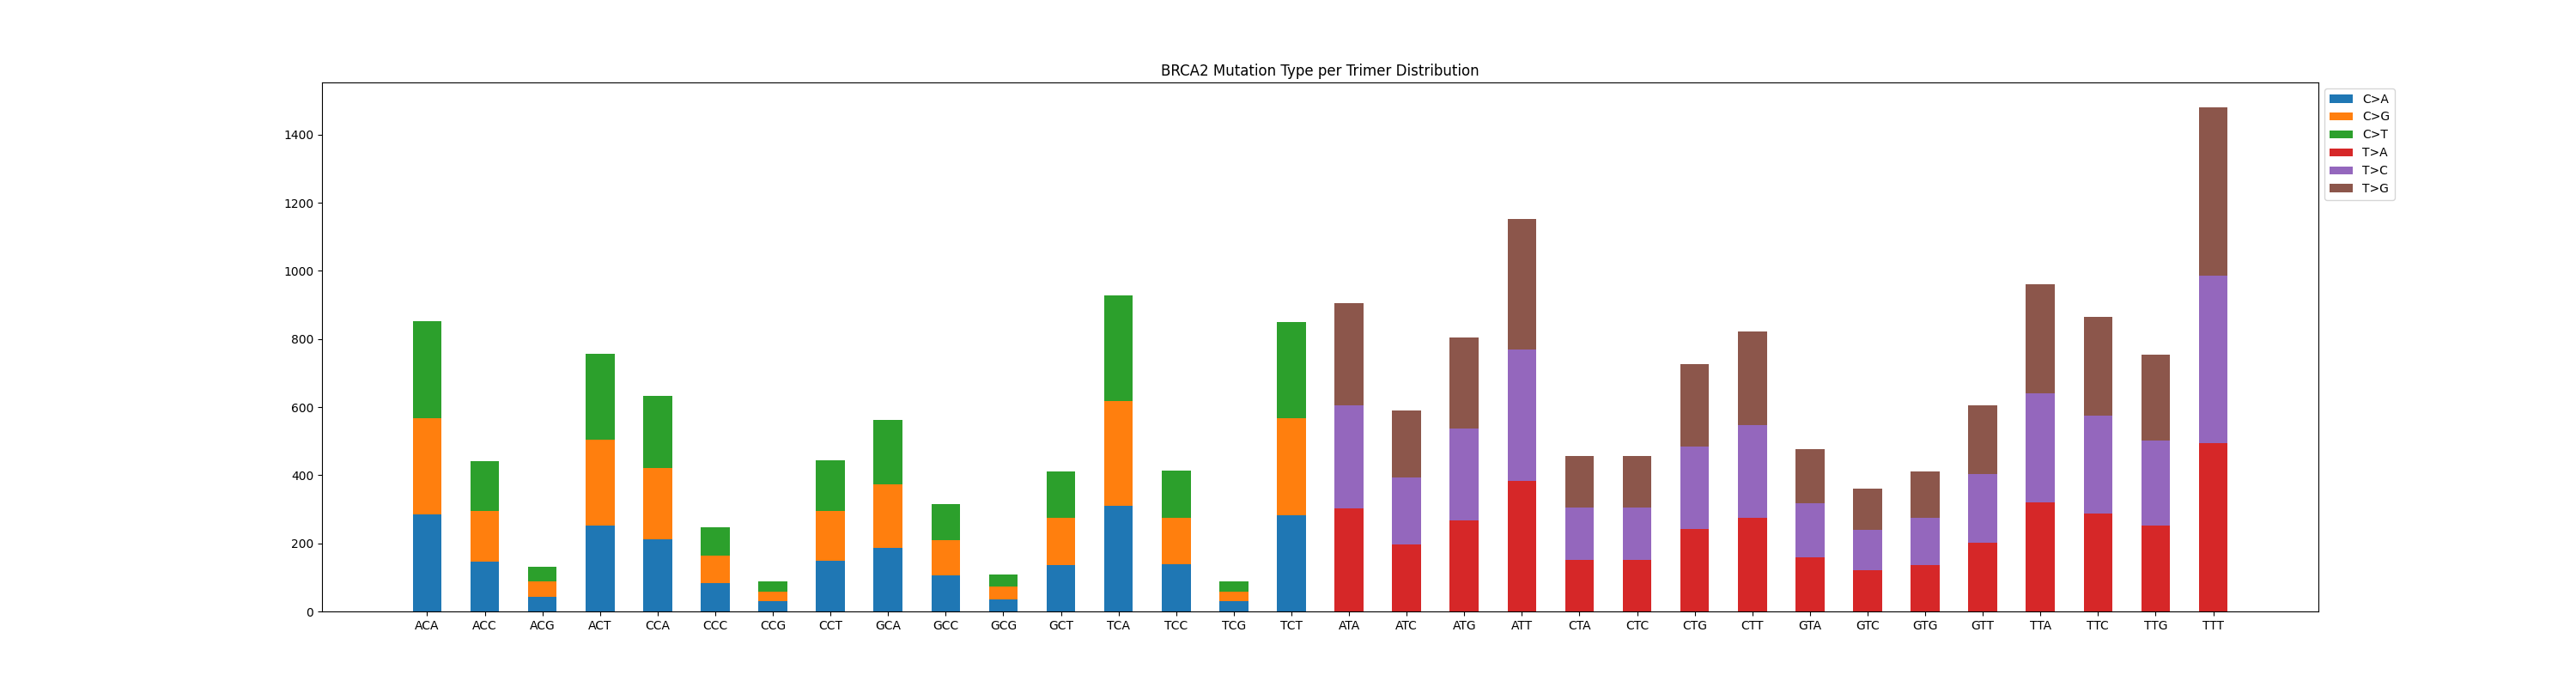 BRCA2 Mutation Type per Trimer Distribution
1400
1200
1000
800
600
400
200
0
C>A
C>G
C>T
T>A
T>C
T>G
ACA ACC ACG ACT CCA CCC CCG CCT GCA GCC GCG GCT TCA TCC TCG TCT ATA ATC ATG ATT CTA CTC CTG CTT GTA GTC GTG GTT TTA TTC TTG TTT